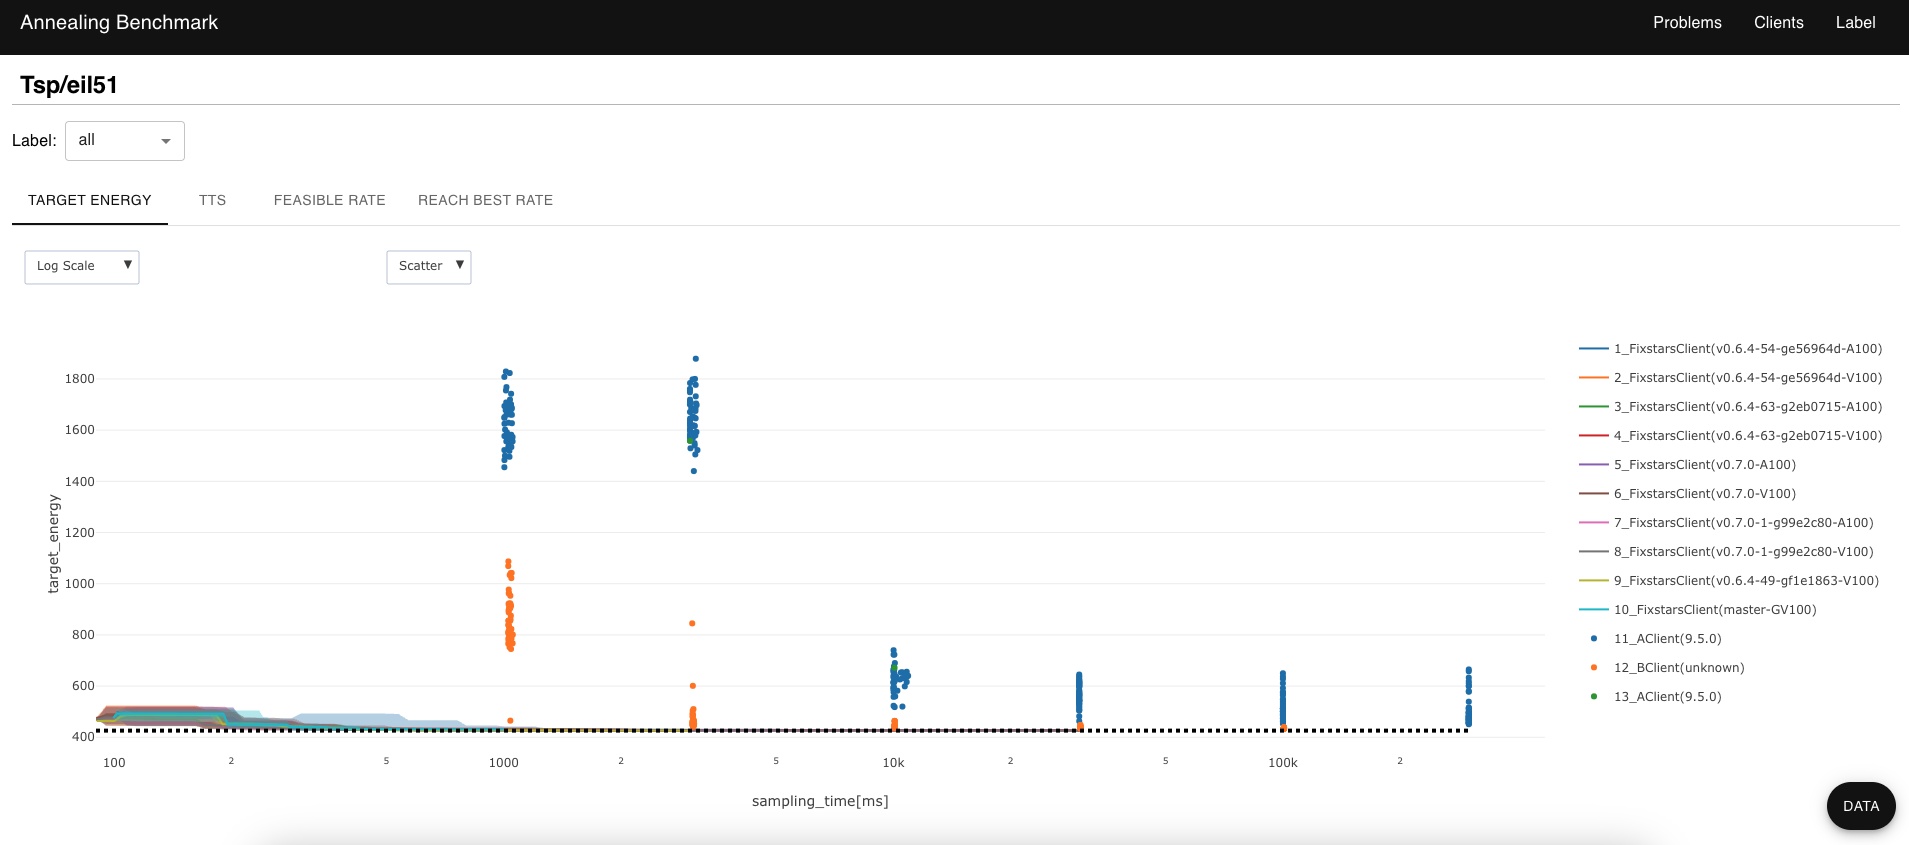 Annealing Benchmark
Problems Clients Label
Tsp/eil51
Label: all
TARGET ENERGY TTS FEASIBLE RATE REACH BEST RATE
Log Scale ▼ Scatter ▼
1800
1600
1400
1200
1000
800
600
400
target_energy
100 2 5 1000 2 5 10k 2 5 100k 2
sampling_time[ms]
1_FixstarsClient(v0.6.4-54-ge56964d-A100)
2_FixstarsClient(v0.6.4-54-ge56964d-V100)
3_FixstarsClient(v0.6.4-63-g2eb0715-A100)
4_FixstarsClient(v0.6.4-63-g2eb0715-V100)
5_FixstarsClient(v0.7.0-A100)
6_FixstarsClient(v0.7.0-V100)
7_FixstarsClient(v0.7.0-1-g99e2c80-A100)
8_FixstarsClient(v0.7.0-1-g99e2c80-V100)
9_FixstarsClient(v0.6.4-49-gf1e1863-V100)
10_FixstarsClient(master-GV100)
11_AClient(9.5.0)
12_BClient(unknown)
13_AClient(9.5.0)
DATA